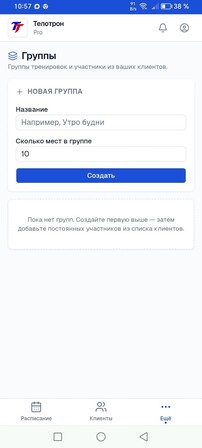 10:57
91 B/s
38 %
Телотрон
Pro
Группы
Группы тренировок и участники из ваших клиентов.
+ НОВАЯ ГРУППА
Название
Например, Утро будни
Сколько мест в группе
10
Создать
Пока нет групп. Создайте первую выше — затем
добавьте постоянных участников из списка клиентов.
Расписание
Клиенты
Ещё